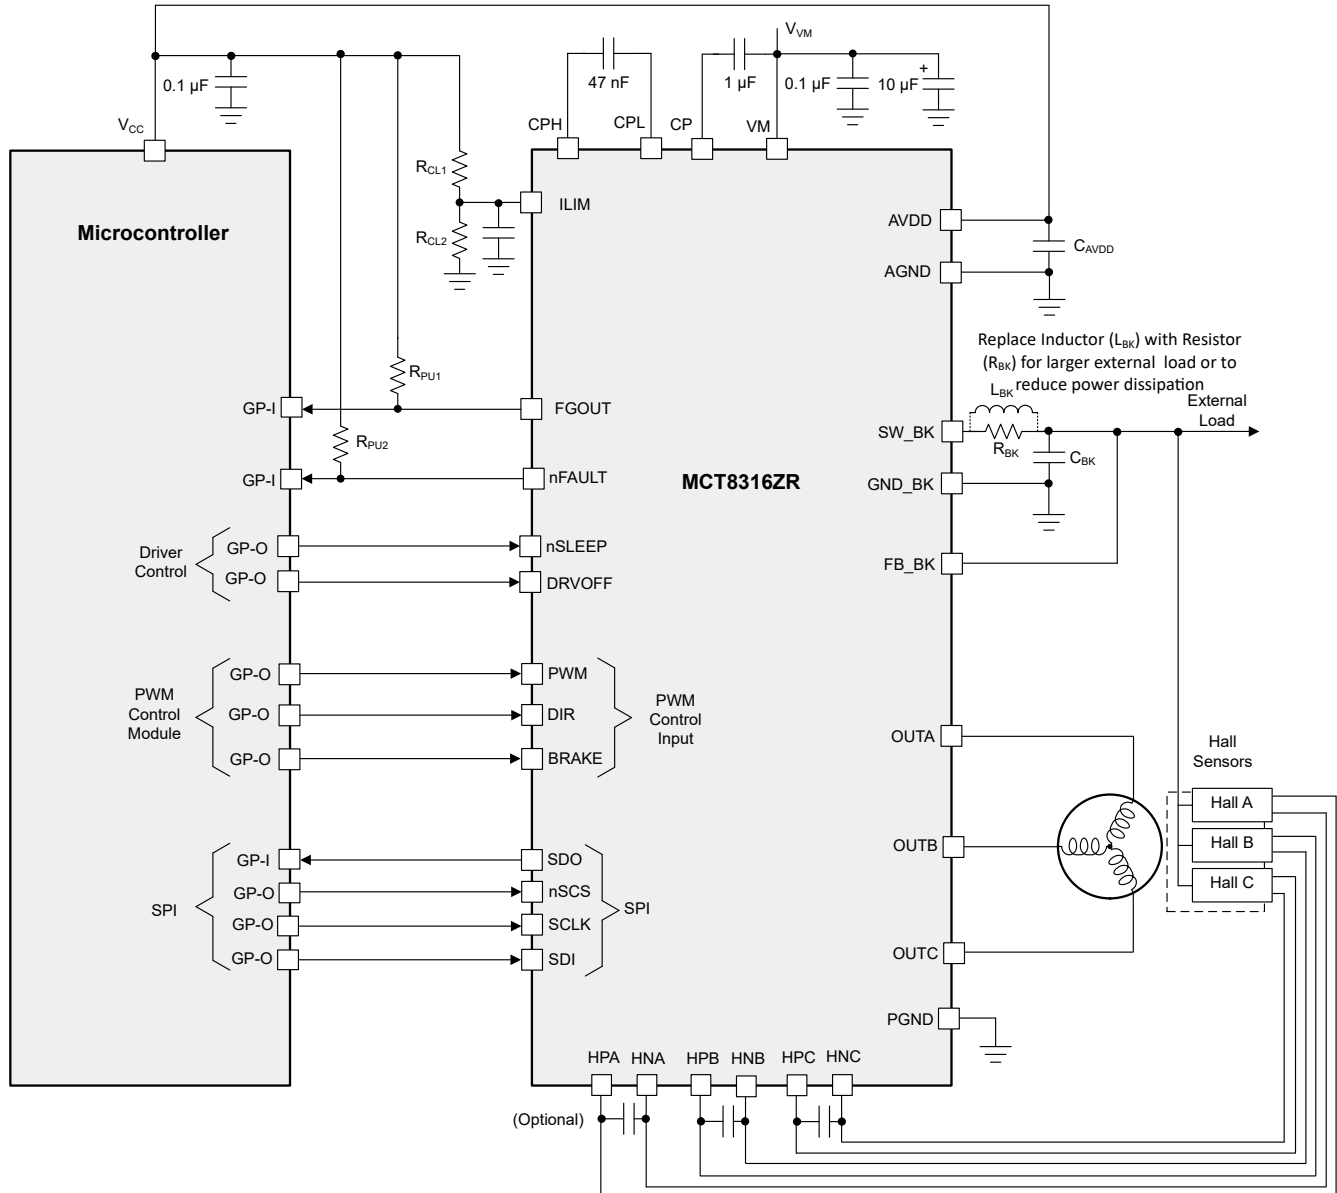 V_VM
0.1 µF
47 nF
1 µF
0.1 µF
+
10 µF
V_CC
CPH
CPL
CP
VM
R_CL1
ILIM
R_CL2
Microcontroller
AVDD
C_AVDD
AGND
Replace Inductor (L_BK) with Resistor
(R_BK) for larger external load or to
reduce power dissipation
L_BK
External
Load
R_PU1
GP-I
FGOUT
SW_BK
R_BK
C_BK
R_PU2
GP-I
nFAULT
MCT8316ZR
GND_BK
Driver
Control
GP-O
nSLEEP
GP-O
DRVOFF
FB_BK
PWM
Control
Module
GP-O
PWM
GP-O
DIR
GP-O
BRAKE
PWM
Control
Input
OUTA
Hall
Sensors
Hall A
Hall B
Hall C
OUTB
SPI
GP-I
SDO
GP-O
nSCS
GP-O
SCLK
GP-O
SDI
SPI
OUTC
PGND
HPA
HNA
HPB
HNB
HPC
HNC
(Optional)